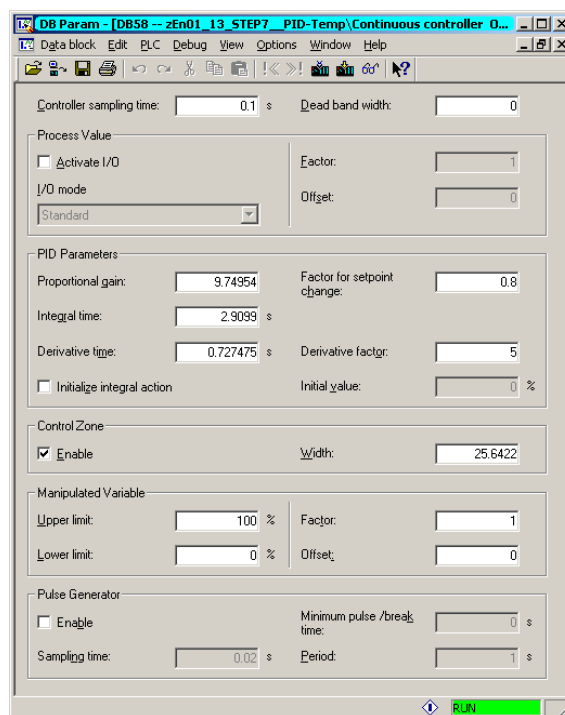 DB Param - [DB58 -- zEn01_13_STEP7__PID-Temp\Continuous controller O...
Data block Edit PLC Debug View Options Window Help
Controller sampling time: 0.1 s Dead band width: 0
Process Value
Activate I/O Factor: 1
I/O mode
Offset: 0
Standard
PID Parameters
Proportional gain: 9.74954 Factor for setpoint change: 0.8
Integral time: 2.9099 s
Derivative time: 0.727475 s Derivative factor: 5
Initialize integral action Initial value: 0 %
Control Zone
Enable Width: 25.6422
Manipulated Variable
Upper limit: 100 % Factor: 1
Lower limit: 0 % Offset: 0
Pulse Generator
Enable Minimum pulse /break time: 0 s
Sampling time: 0.02 s Period: 1 s
RUN